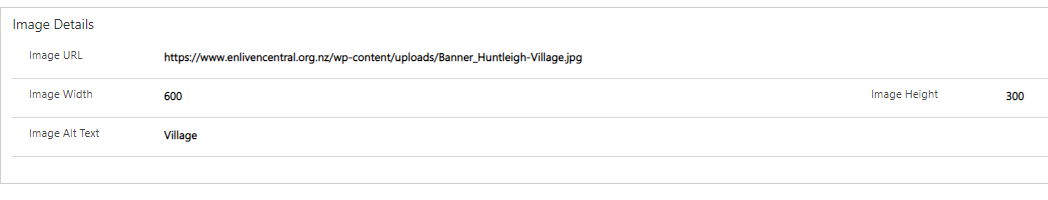 Image Details
Image URL https://www.enlivencentral.org.nz/wp-content/uploads/Banner_Huntleigh-Village.jpg
Image Width 600 Image Height 300
Image Alt Text Village